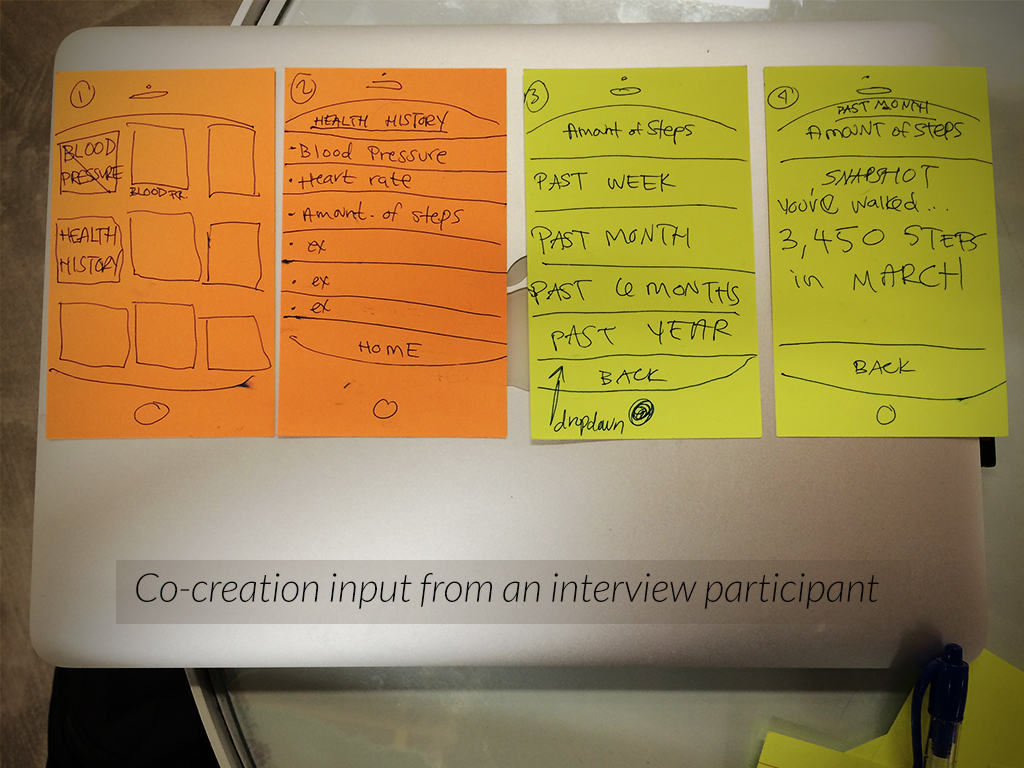 1
BLOOD
PRESSURE
BLOOD PR.
HEALTH
HISTORY
2
HEALTH HISTORY
- Blood Pressure
• Heart rate
- Amount. of steps
• ex
• ex
• ex
HOME
3
Amount of Steps
PAST WEEK
PAST MONTH
PAST 6 MONTHS
PAST YEAR
BACK
dropdown
4
PAST MONTH
AMOUNT of STEPS
SNAPSHOT
you've walked...
3,450 STEPS
in MARCH
BACK
Co-creation input from an interview participant